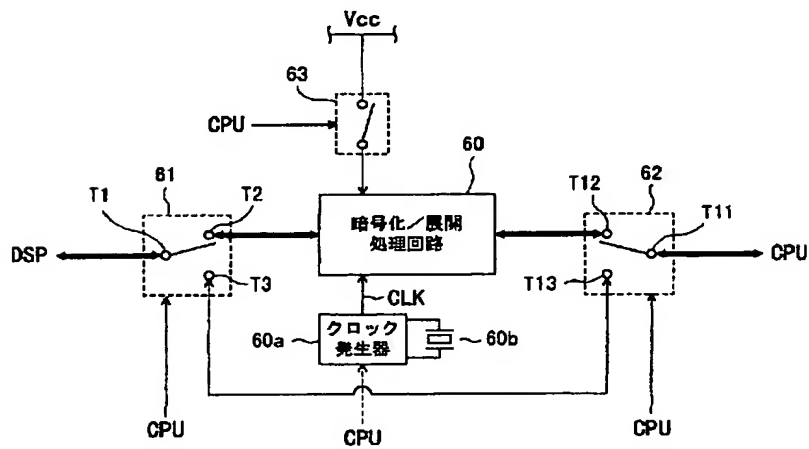 Vcc
63
CPU
60
61
62
T1
T2
T12
T11
暗号化／展開
処理回路
DSP
CPU
T3
T13
CLK
クロック
発生器
60a
60b
CPU
CPU
CPU